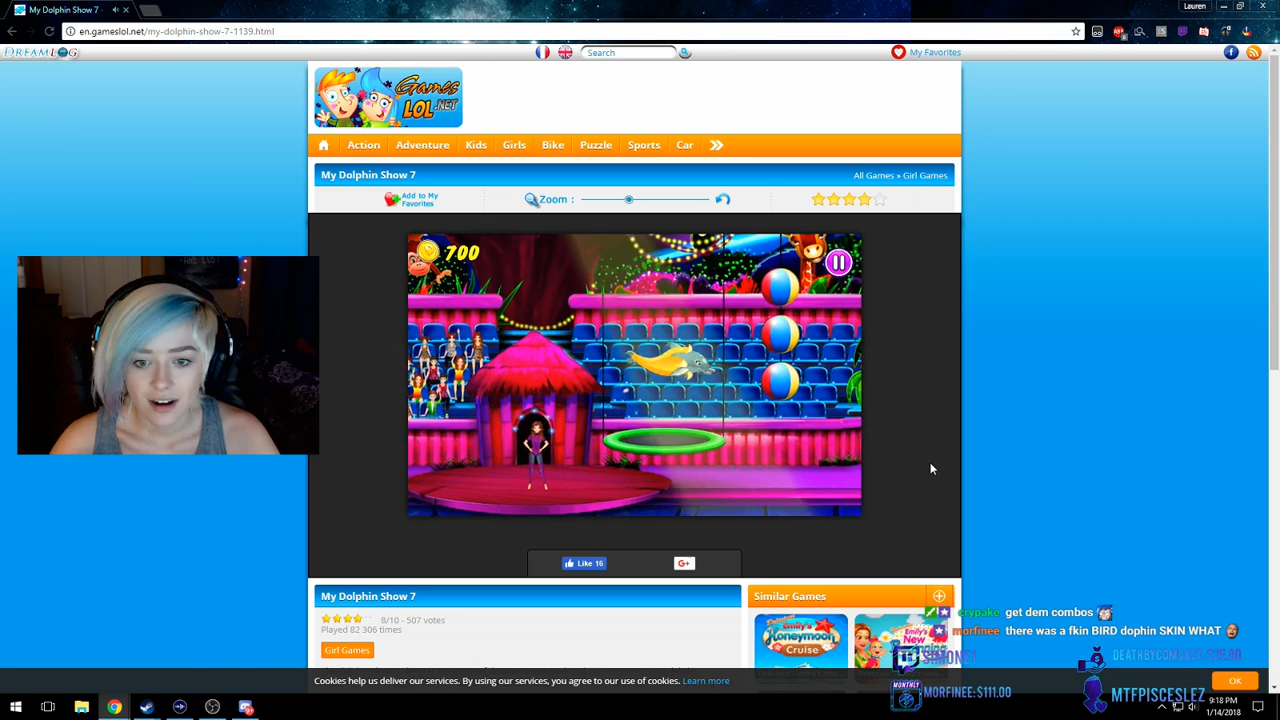 My Dolphin Show 7 -
Lauren
en.gameslol.net/my-dolphin-show-7-1139.html
DREAMLOG
Search
My Favorites
Games
LOL.NET
Action
Adventure
Kids
Girls
Bike
Puzzle
Sports
Car
My Dolphin Show 7
All Games » Girl Games
Add to My
Favorites
Zoom :
700
Like 16
G+
My Dolphin Show 7
Similar Games
8/10 - 507 votes
Played 82 306 times
Girl Games
Emily's
Honeymoon
Cruise
Emily's
New
crypake get dem combos
morfinee: there was a fkin BIRD dophin SKIN WHAT
Cookies help us deliver our services. By using our services, you agree to our use of cookies. Learn more
OK
MONTHLY
MORFINEE:$111.00
MTFPISCESLEZ
9:18 PM
1/14/2018